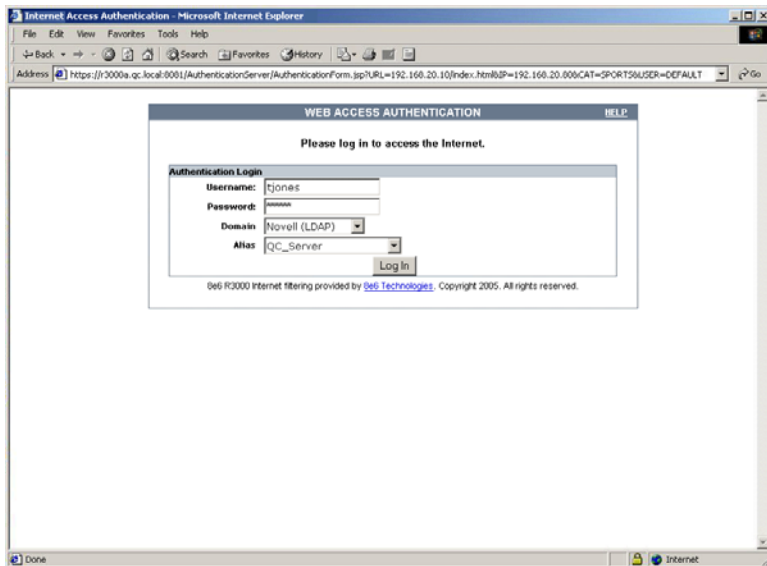 Internet Access Authentication - Microsoft Internet Explorer
File Edit View Favorites Tools Help
Back Search Favorites History
Address https://r3000a.qc.local:8081/AuthenticationServer/AuthenticationForm.jsp?URL=192.168.20.10/index.html&IP=192.168.20.80&CAT=SPORTS&USER=DEFAULT Go
WEB ACCESS AUTHENTICATION HELP
Please log in to access the Internet.
Authentication Login
Username: tjones
Password: ******
Domain Novell (LDAP)
Alias QC_Server
Log In
8e6 R3000 Internet filtering provided by 8e6 Technologies. Copyright 2005. All rights reserved.
Done Internet